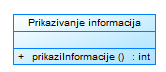 Prikazivanje informacija
+ prikaziInformacije () : int